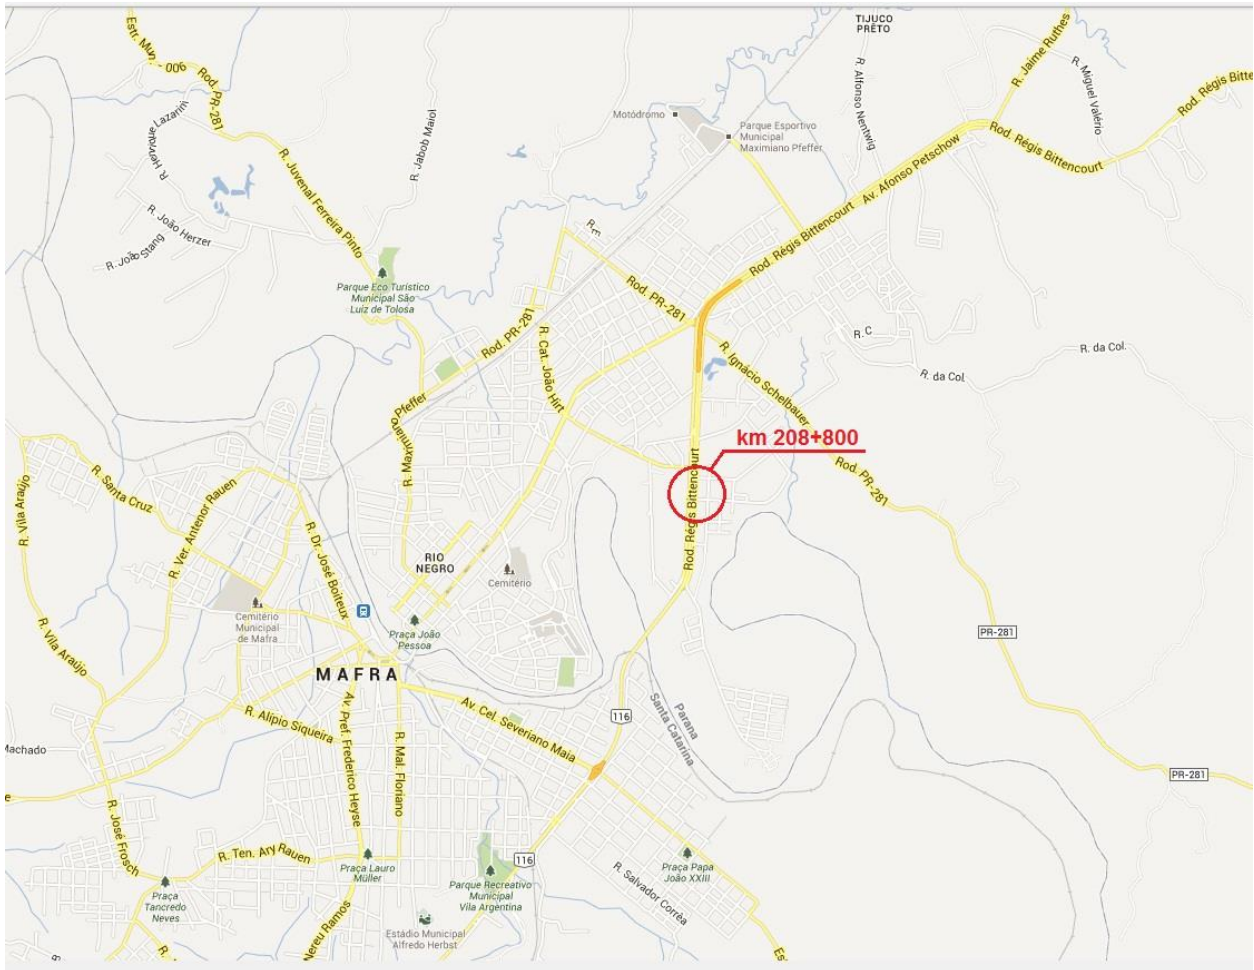 TIJUCO
PRÊTO
Estr. Mun. - 006
Rod. PR-281
R. Jaime Ruthes
R. Miguel Valério
R. Alfonso Nentwig
Rod. Régis Bitte
Motódromo
Parque Esportivo
Municipal
Maximiano Pfeffer
Rod. Régis Bittencourt
Av. Afonso Petschow
Rod. Régis Bittencourt
R. Jabob Maiol
R. Juvenal Ferreira Pinto
R. João Herzer
R. João Stang
Parque Eco Turístico
Municipal São
Luiz de Tolosa
Rod. PR-281
Rod. PR-281
R. Cat. João Hirt
R. Ignácio Schelbauer
R. C
R. da Col.
R. da Col.
R. Maxmiano Pfeffer
km 208+800
Rod. Régis Bittencourt
Rod. PR-281
R. Vila Araújo
R. Santa Cruz
R. Ver. Antenor Rauen
R. Dr. José Boiteux
RIO
NEGRO
Cemitério
Cemitério
Municipal
de Mafra
Praça João
Pessoa
PR-281
R. Vila Araújo
MAFRA
Av. Cel. Severiano Maia
116
Parana
Santa Catarina
R. Alípio Siqueira
Av. Pref. Frederico Heyse
R. Mal. Floriano
Machado
PR-281
e
R. José Frosch
R. Ten. Ary Rauen
Praça Lauro
Müller
116
Praça Papa
João XXIII
Praça
Tancredo
Neves
Parque Recreativo
Municipal
Vila Argentina
R. Salvador Corrêa
Estádio Municipal
Alfredo Herbst
Nereu Ramos
R.
Es